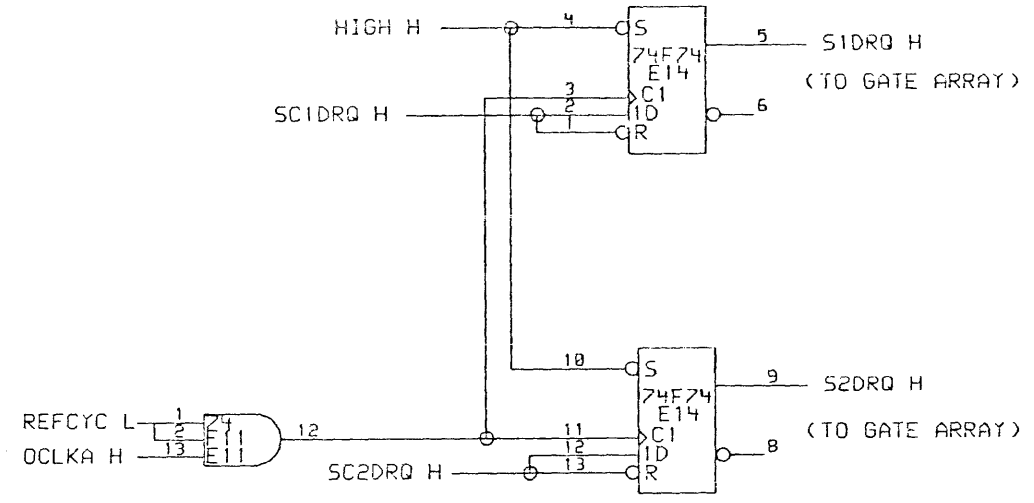 HIGH H 4 S 5 S1DRQ H
74F74
E14
(TO GATE ARRAY)
3 C1
SC1DRQ H 2 1D 6
1 R
10 S 9 S2DRQ H
74F74
E14
(TO GATE ARRAY)
REFCYC L 1 74 12 11 C1
2 E11 12 1D 8
OCLKA H 13 E11
SC2DRQ H 13 R